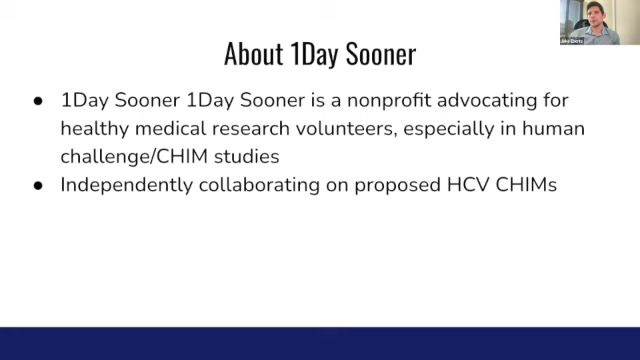 About 1Day Sooner
● 1Day Sooner 1Day Sooner is a nonprofit advocating for
healthy medical research volunteers, especially in human
challenge/CHIM studies
● Independently collaborating on proposed HCV CHIMs